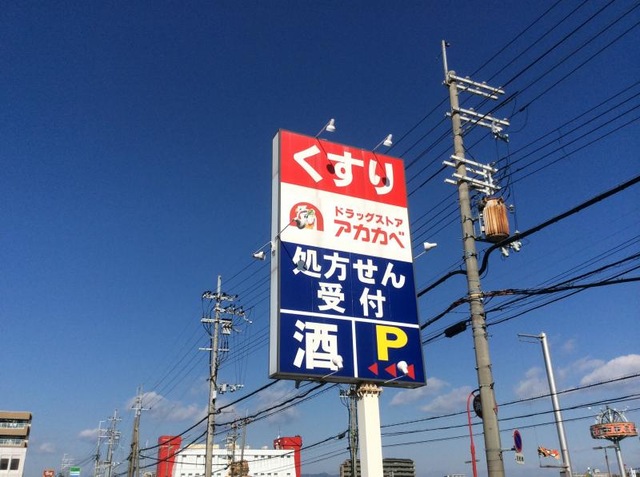 くすり
ドラッグストア
アカカベ
処方せん
受付
酒
P